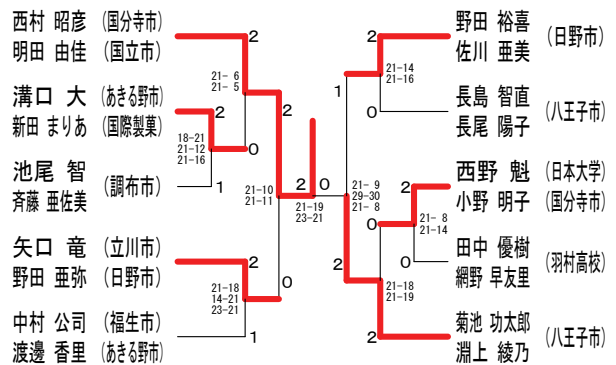 西村 昭彦 (国分寺市)
明田 由佳 (国立市)
溝口 大 (あきる野市)
新田 まりあ (国際製菓)
池尾 智
斉藤 亜佐美
(調布市)
矢口 竜 (立川市)
野田 亜弥 (日野市)
中村 公司 (福生市)
渡邊 香里 (あきる野市)
2
21- 6
21- 5
2
0
18-21
21-12
21-16
1
2
21-10
21-11
2
0
21-18
14-21
23-21
1
2
0
21-19
23-21
1
21- 9
29-30
21- 8
2
2
21-14
21-16
0
2
0
21- 8
21-14
0
21-18
21-19
2
野田 裕喜
佐川 亜美
(日野市)
長島 智直
長尾 陽子
(八王子市)
西野 魁 (日本大学)
小野 明子 (国分寺市)
田中 優樹
網野 早友里
(羽村高校)
菊池 功太郎
淵上 綾乃
(八王子市)